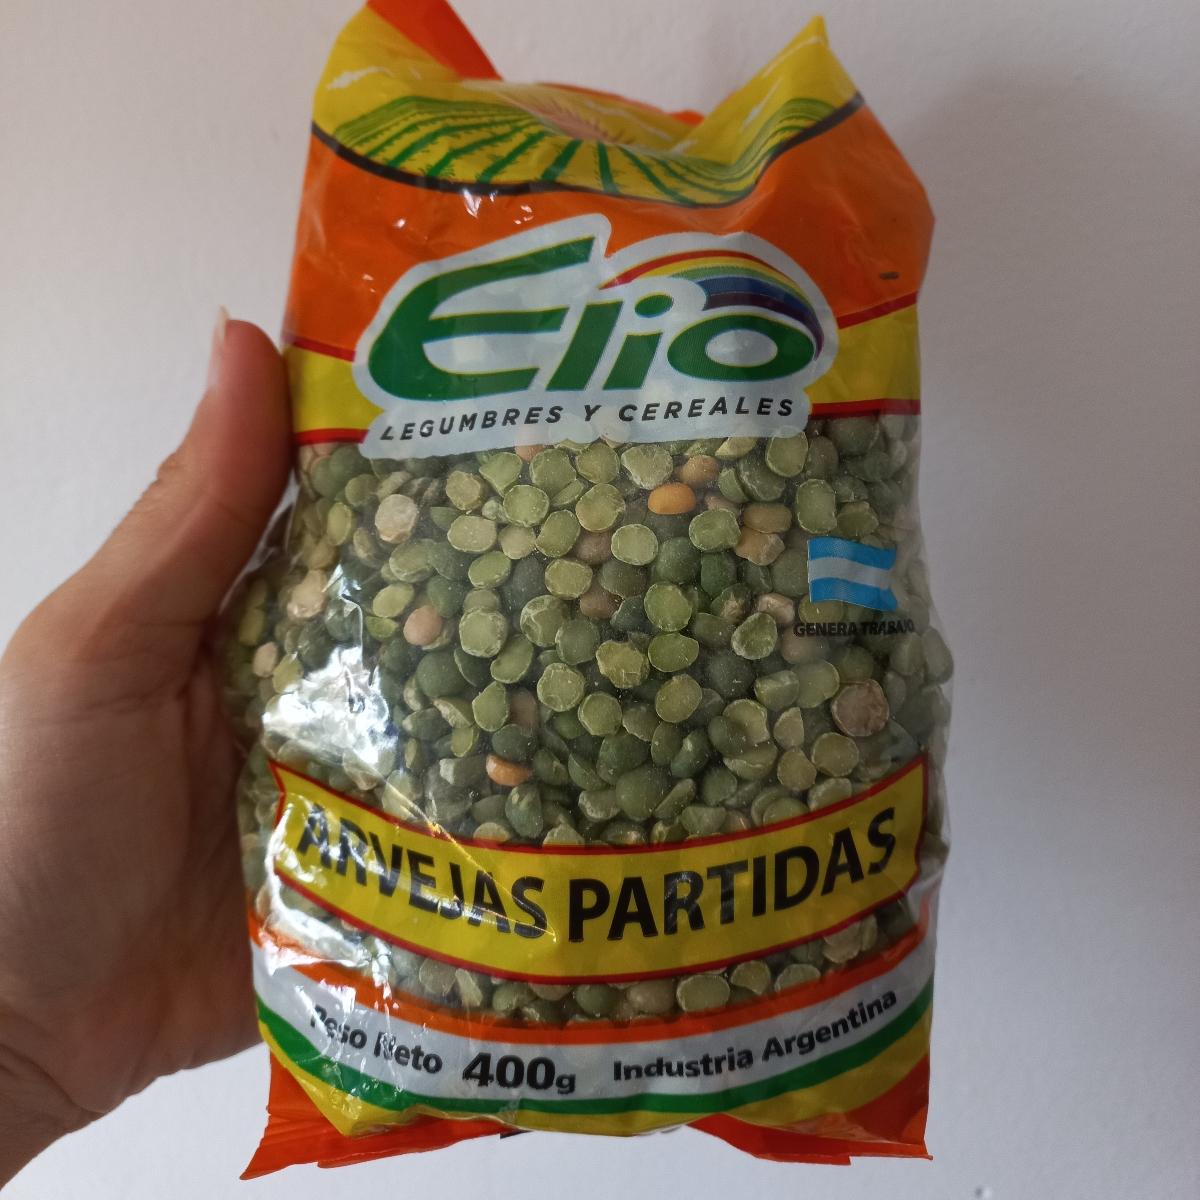 Elio
LEGUMBRES Y CEREALES
GENERA TRABAJO
ARVEJAS PARTIDAS
Peso Neto 400g Industria Argentina